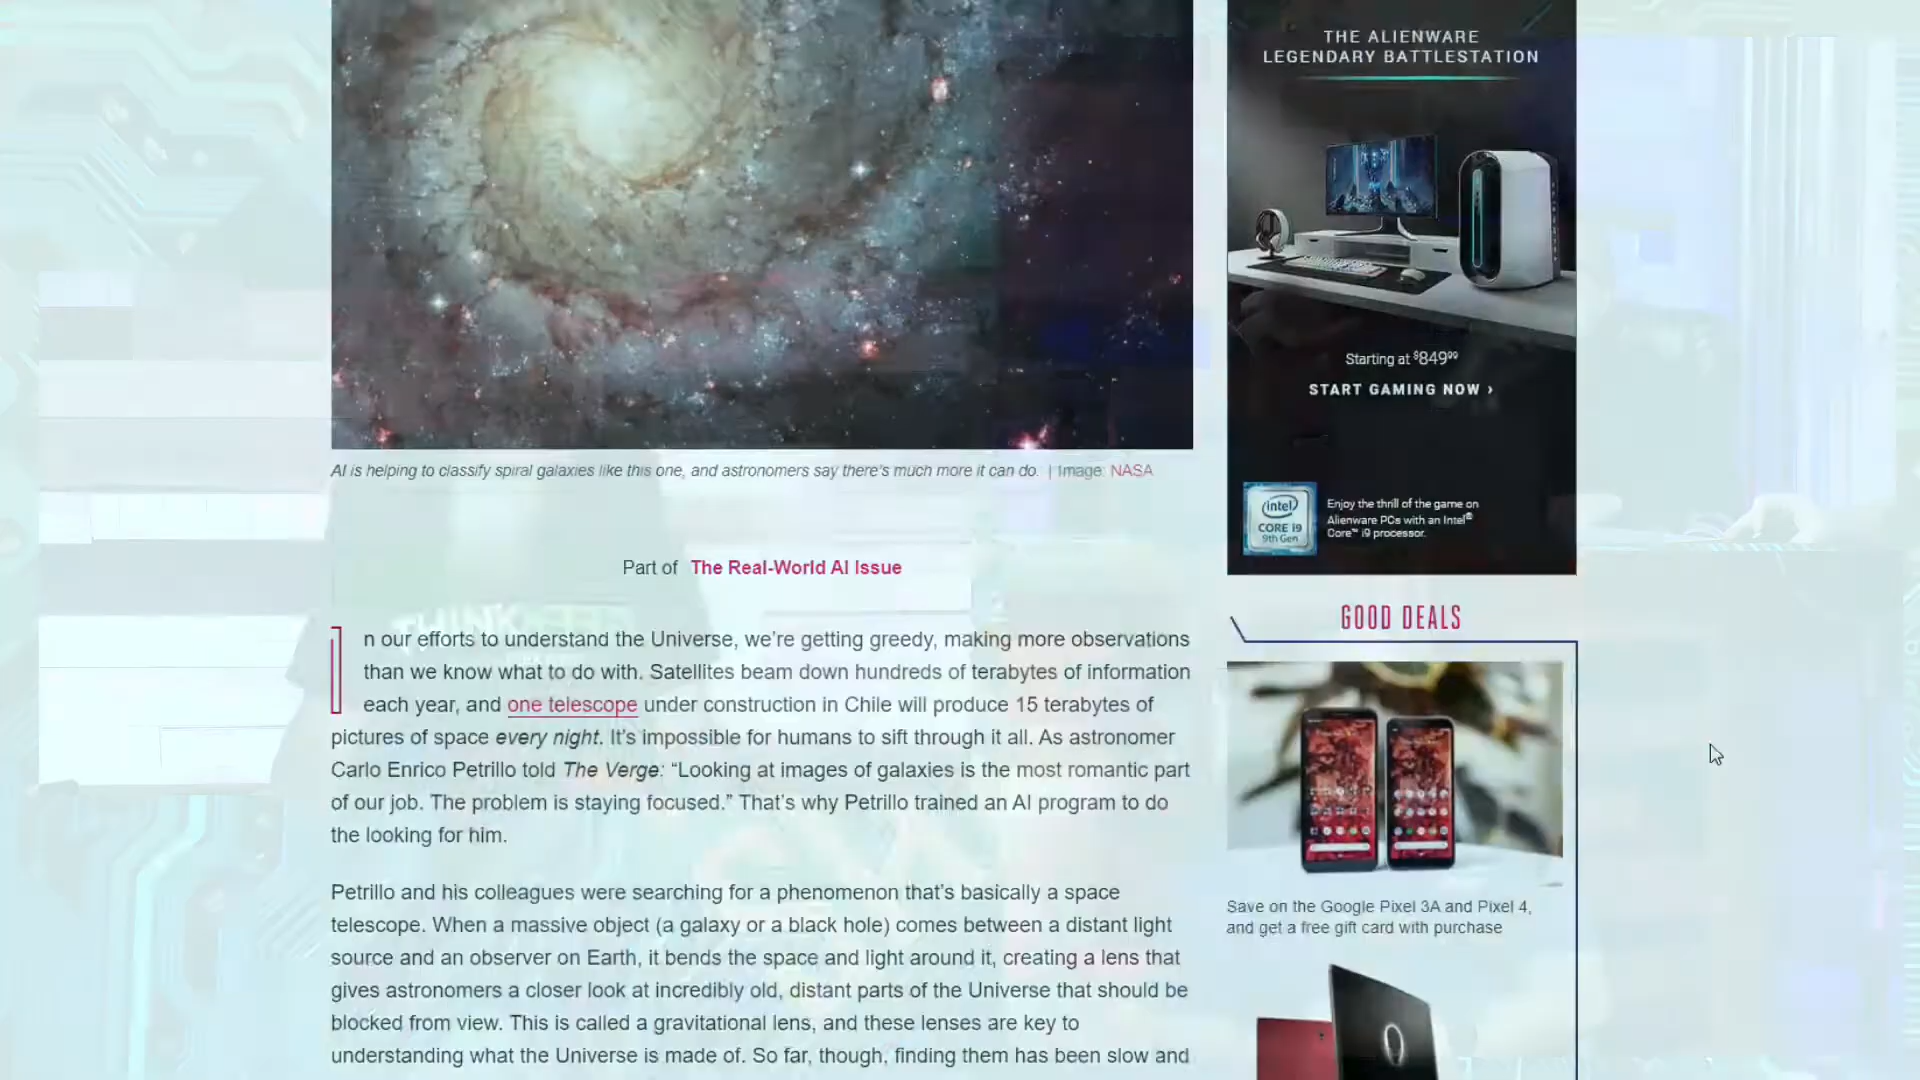 THE ALIENWARE
LEGENDARY BATTLESTATION
Starting at $849⁹⁹
START GAMING NOW ›
intel
CORE i9
9th Gen
Enjoy the thrill of the game on
Alienware PCs with an Intel®
Core™ i9 processor.
AI is helping to classify spiral galaxies like this one, and astronomers say there's much more it can do. | Image: NASA
Part of The Real-World AI Issue
THINK
In our efforts to understand the Universe, we're getting greedy, making more observations
than we know what to do with. Satellites beam down hundreds of terabytes of information
each year, and one telescope under construction in Chile will produce 15 terabytes of
pictures of space every night. It's impossible for humans to sift through it all. As astronomer
Carlo Enrico Petrillo told The Verge: “Looking at images of galaxies is the most romantic part
of our job. The problem is staying focused.” That's why Petrillo trained an AI program to do
the looking for him.
Petrillo and his colleagues were searching for a phenomenon that's basically a space
telescope. When a massive object (a galaxy or a black hole) comes between a distant light
source and an observer on Earth, it bends the space and light around it, creating a lens that
gives astronomers a closer look at incredibly old, distant parts of the Universe that should be
blocked from view. This is called a gravitational lens, and these lenses are key to
understanding what the Universe is made of. So far, though, finding them has been slow and
GOOD DEALS
Save on the Google Pixel 3A and Pixel 4,
and get a free gift card with purchase